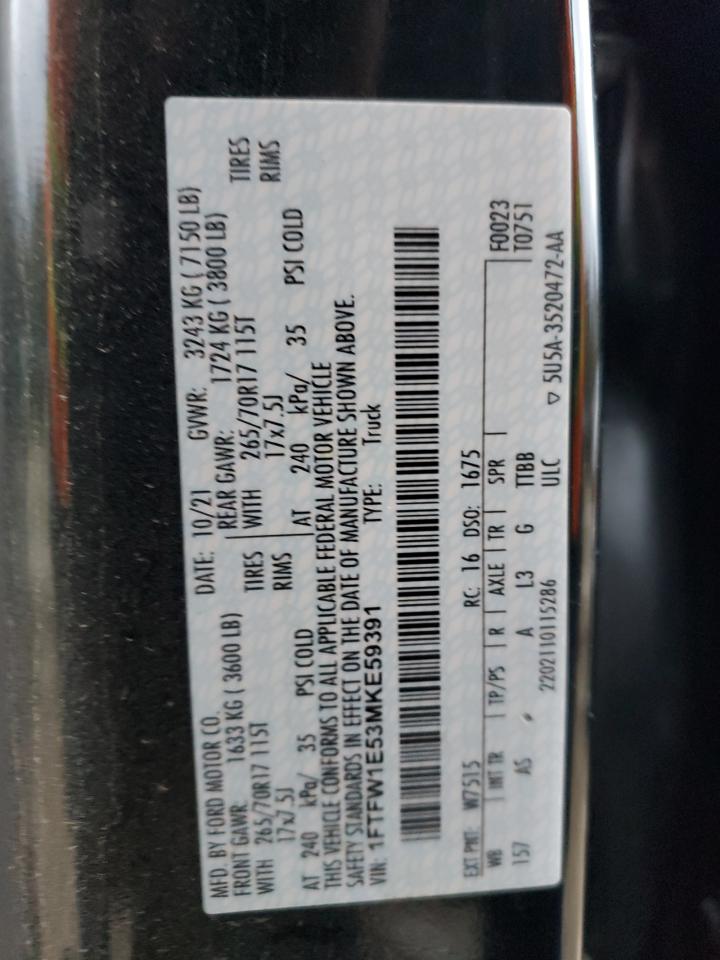 MFD. BY FORD MOTOR CO.
DATE: 10/21 GVWR: 3243 KG ( 7150 LB)
FRONT GAWR: 1633 KG ( 3600 LB)
REAR GAWR: 1724 KG ( 3800 LB)
WITH 265/70R17 115T TIRES
WITH 265/70R17 115T TIRES
17x7.5J RIMS
17x7.5J RIMS
AT 240 kPa/ 35 PSI COLD
AT 240 kPa/ 35 PSI COLD
THIS VEHICLE CONFORMS TO ALL APPLICABLE FEDERAL MOTOR VEHICLE
SAFETY STANDARDS IN EFFECT ON THE DATE OF MANUFACTURE SHOWN ABOVE.
VIN: 1FTFW1E53MKE59391 TYPE: Truck
EXT PNT: W7515 RC: 16 DSO: 1675
WB INT TR TP/PS R AXLE TR SPR F0023
157 AS A L3 G TTBB T0751
ULC
2202110115286 ▽ 5U5A-3520472-AA